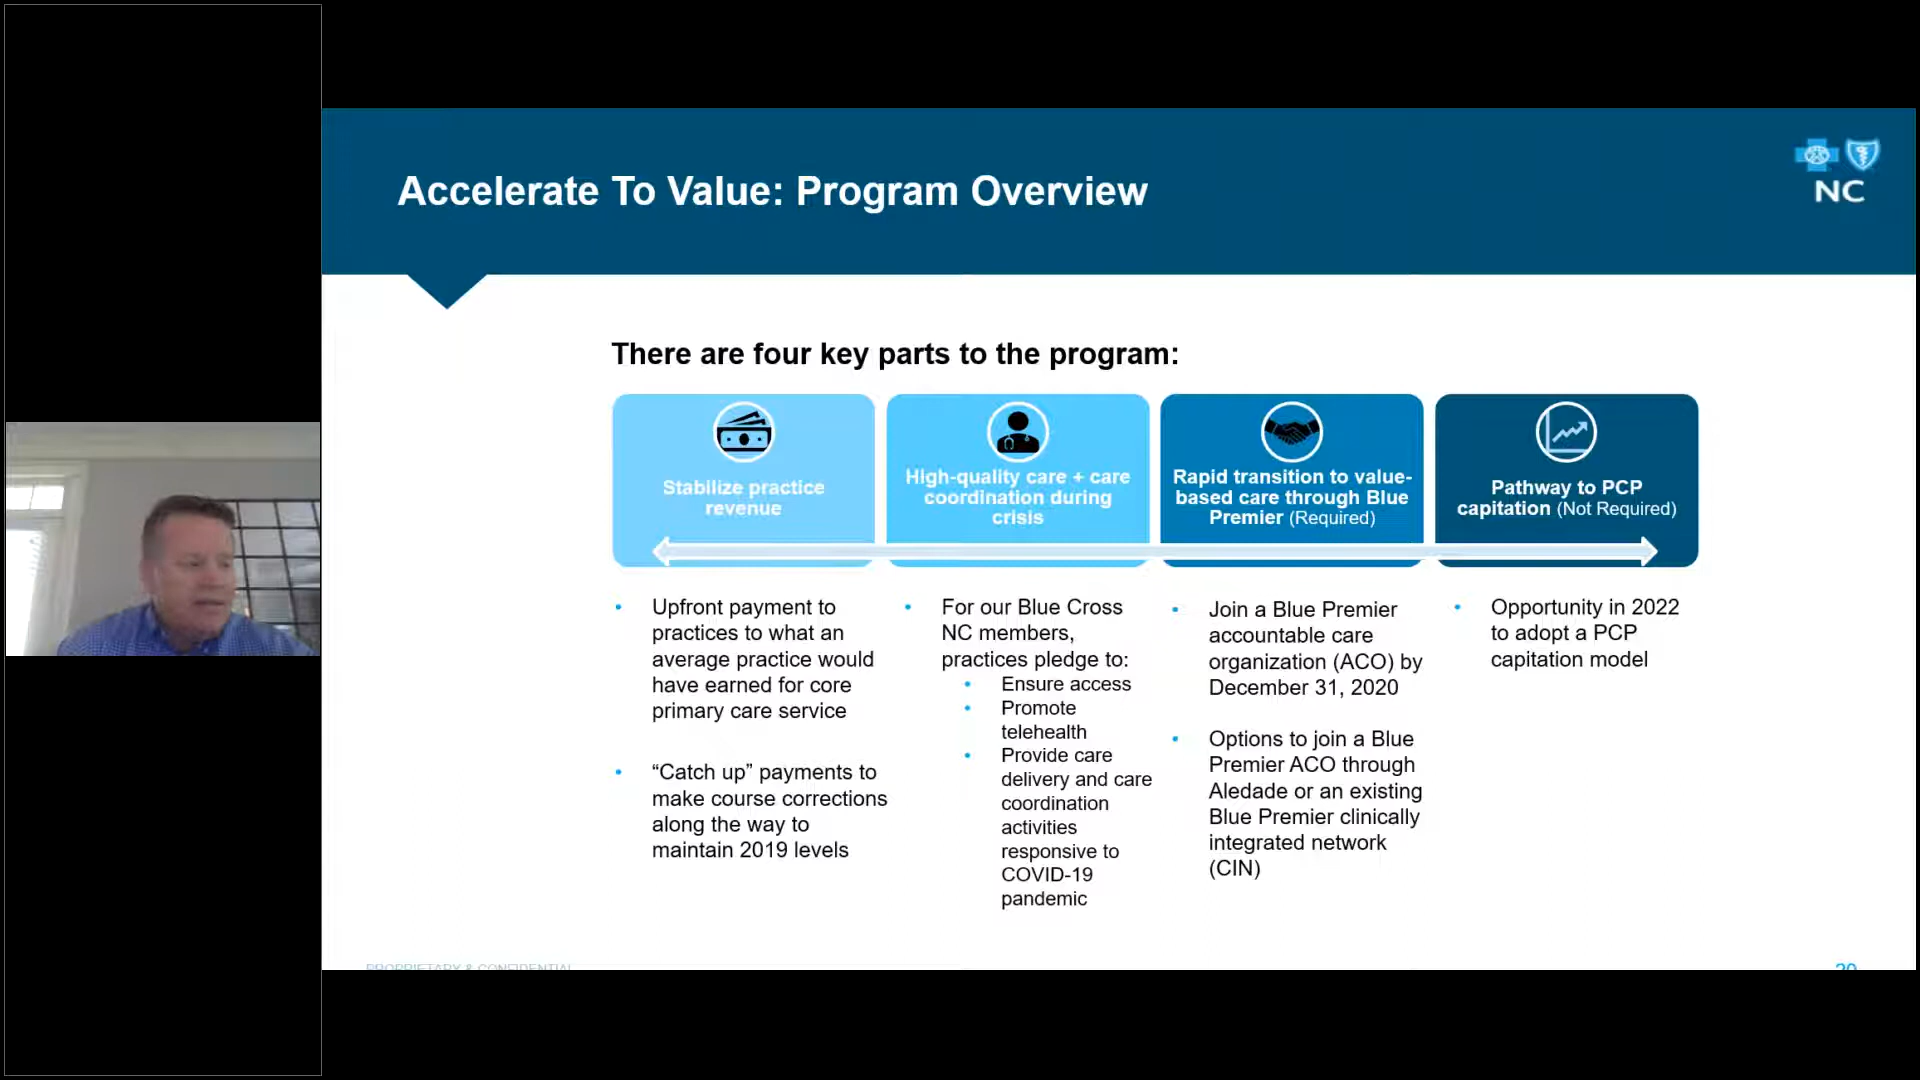 Accelerate To Value: Program Overview
NC
There are four key parts to the program:
Stabilize practice
revenue
High-quality care + care
coordination during
crisis
Rapid transition to value-
based care through Blue
Premier (Required)
Pathway to PCP
capitation (Not Required)
• Upfront payment to
practices to what an
average practice would
have earned for core
primary care service
• “Catch up” payments to
make course corrections
along the way to
maintain 2019 levels
• For our Blue Cross
NC members,
practices pledge to:
• Ensure access
• Promote
telehealth
• Provide care
delivery and care
coordination
activities
responsive to
COVID-19
pandemic
• Join a Blue Premier
accountable care
organization (ACO) by
December 31, 2020
• Options to join a Blue
Premier ACO through
Aledade or an existing
Blue Premier clinically
integrated network
(CIN)
• Opportunity in 2022
to adopt a PCP
capitation model
PROPRIETARY & CONFIDENTIAL